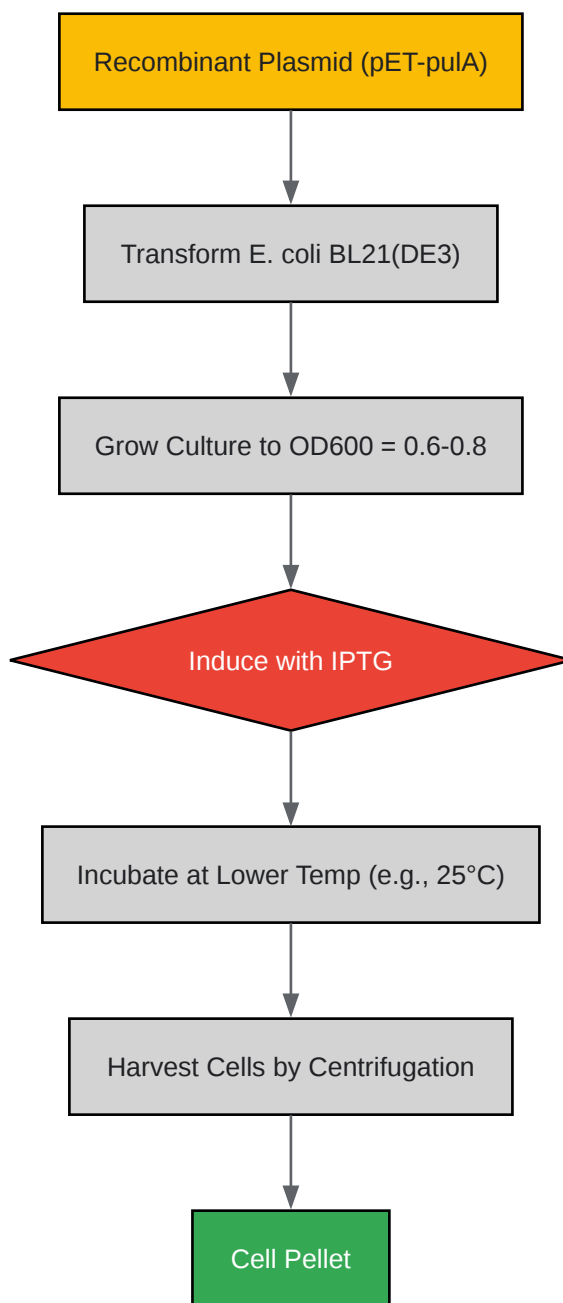 Recombinant Plasmid (pET-pulA)
Transform E. coli BL21(DE3)
Grow Culture to OD600 = 0.6-0.8
Induce with IPTG
Incubate at Lower Temp (e.g., 25°C)
Harvest Cells by Centrifugation
Cell Pellet